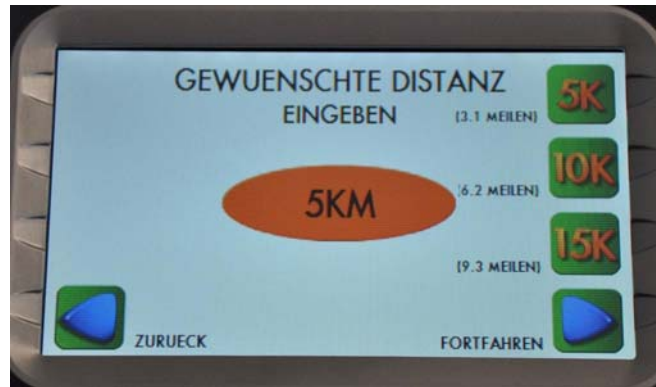 GEWUENSCHTE DISTANZ
EINGEBEN
5K
(3.1 MEILEN)
10K
(6.2 MEILEN)
5KM
15K
(9.3 MEILEN)
ZURUECK
FORTFAHREN